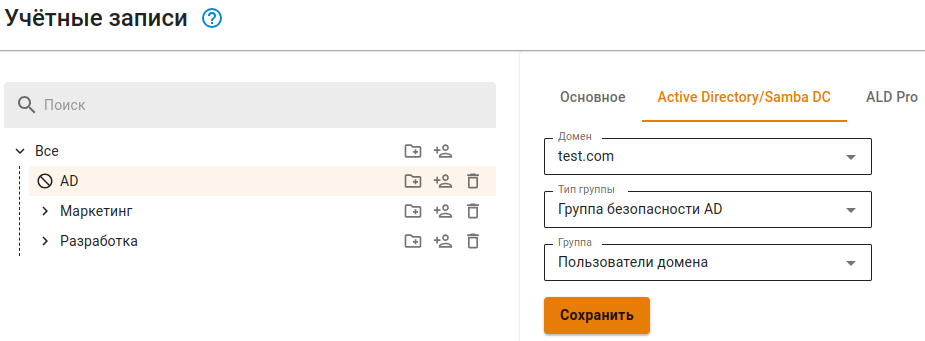 Учётные записи
Поиск
Все
AD
Маркетинг
Разработка
Основное Active Directory/Samba DC ALD Pro
Домен
test.com
Тип группы
Группа безопасности AD
Группа
Пользователи домена
Сохранить